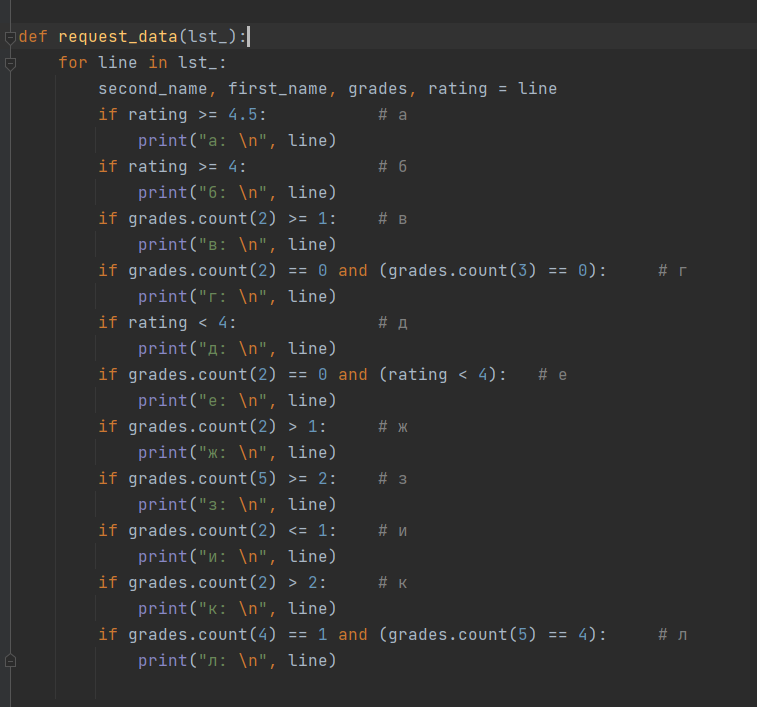 def request_data(lst_):
    for line in lst_:
        second_name, first_name, grades, rating = line
        if rating >= 4.5:           # а
            print("а: \n", line)
        if rating >= 4:             # б
            print("б: \n", line)
        if grades.count(2) >= 1:    # в
            print("в: \n", line)
        if grades.count(2) == 0 and (grades.count(3) == 0):     # г
            print("г: \n", line)
        if rating < 4:              # д
            print("д: \n", line)
        if grades.count(2) == 0 and (rating < 4):   # е
            print("е: \n", line)
        if grades.count(2) > 1:     # ж
            print("ж: \n", line)
        if grades.count(5) >= 2:    # з
            print("з: \n", line)
        if grades.count(2) <= 1:    # и
            print("и: \n", line)
        if grades.count(2) > 2:     # к
            print("к: \n", line)
        if grades.count(4) == 1 and (grades.count(5) == 4):     # л
            print("л: \n", line)